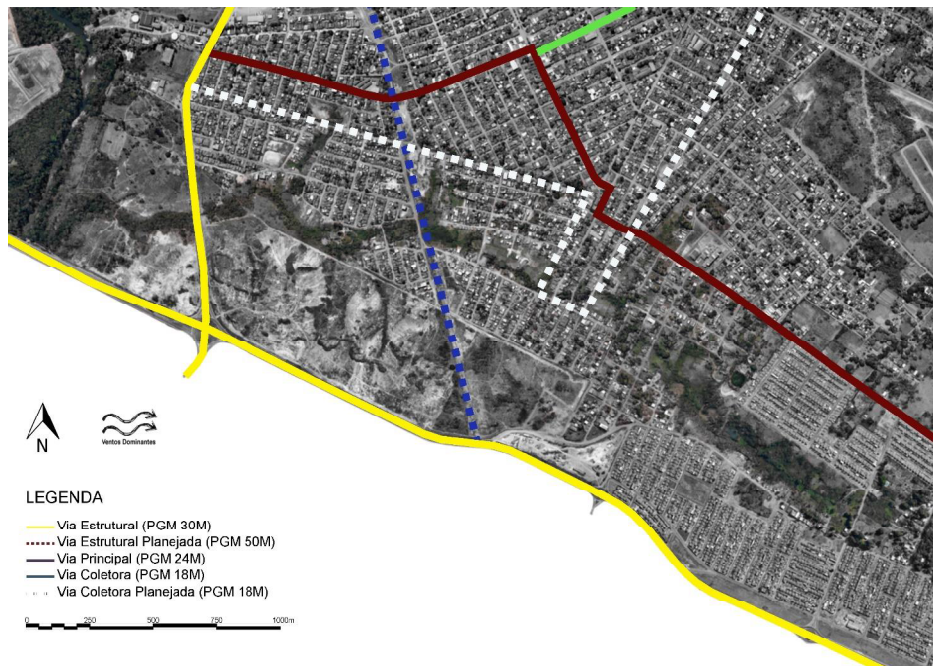 N
Ventos Dominantes
LEGENDA
Via Estrutural (PGM 30M)
Via Estrutural Planejada (PGM 50M)
Via Principal (PGM 24M)
Via Coletora (PGM 18M)
Via Coletora Planejada (PGM 18M)
0 250 500 750 1000m